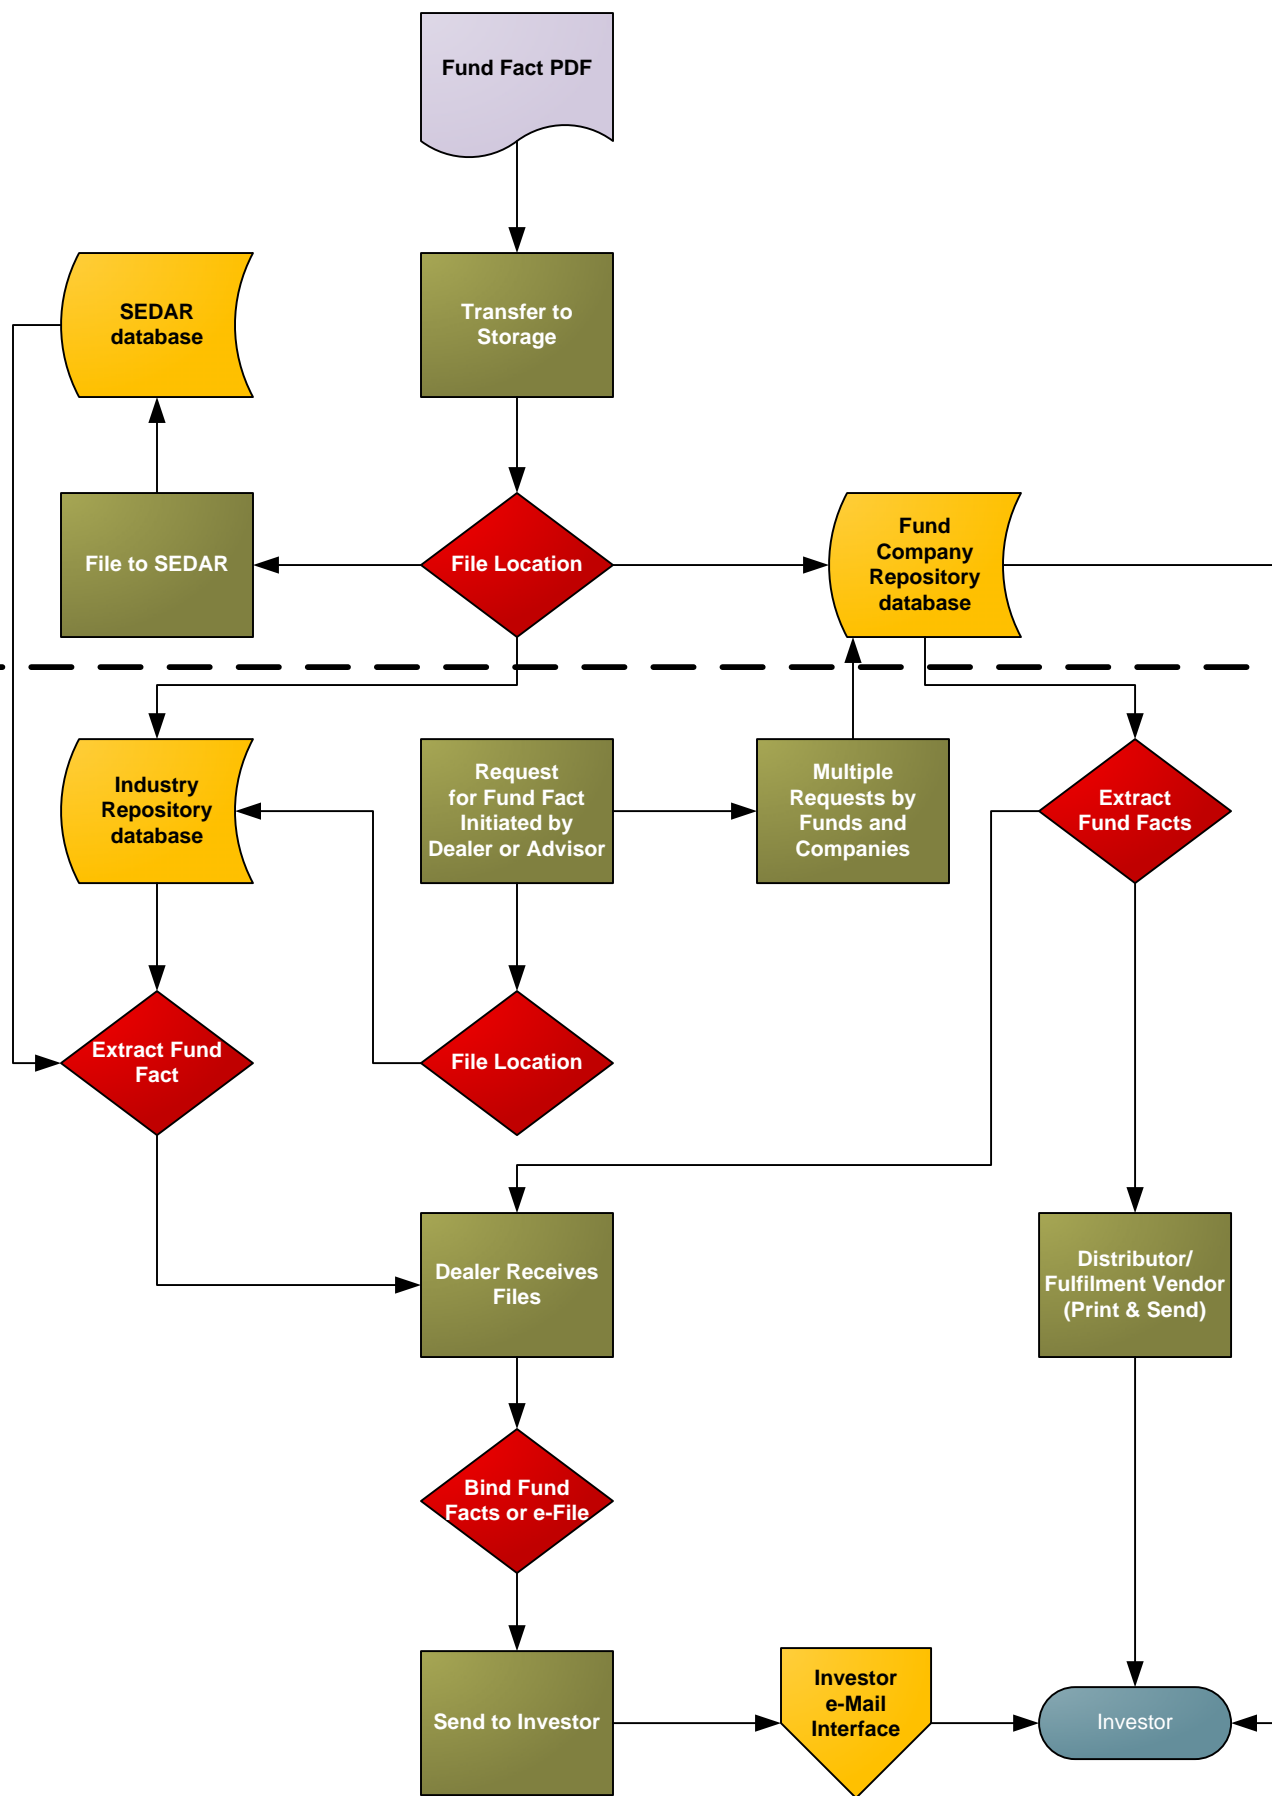 Fund Fact PDF
SEDAR
database
Transfer to
Storage
File to SEDAR
File Location
Fund
Company
Repository
database
Industry
Repository
database
Request
for Fund Fact
Initiated by
Dealer or Advisor
Multiple
Requests by
Funds and
Companies
Extract
Fund Facts
Extract Fund
Fact
File Location
Dealer Receives
Files
Distributor/
Fulfilment Vendor
(Print & Send)
Bind Fund
Facts or e-File
Send to Investor
Investor
e-Mail
Interface
Investor